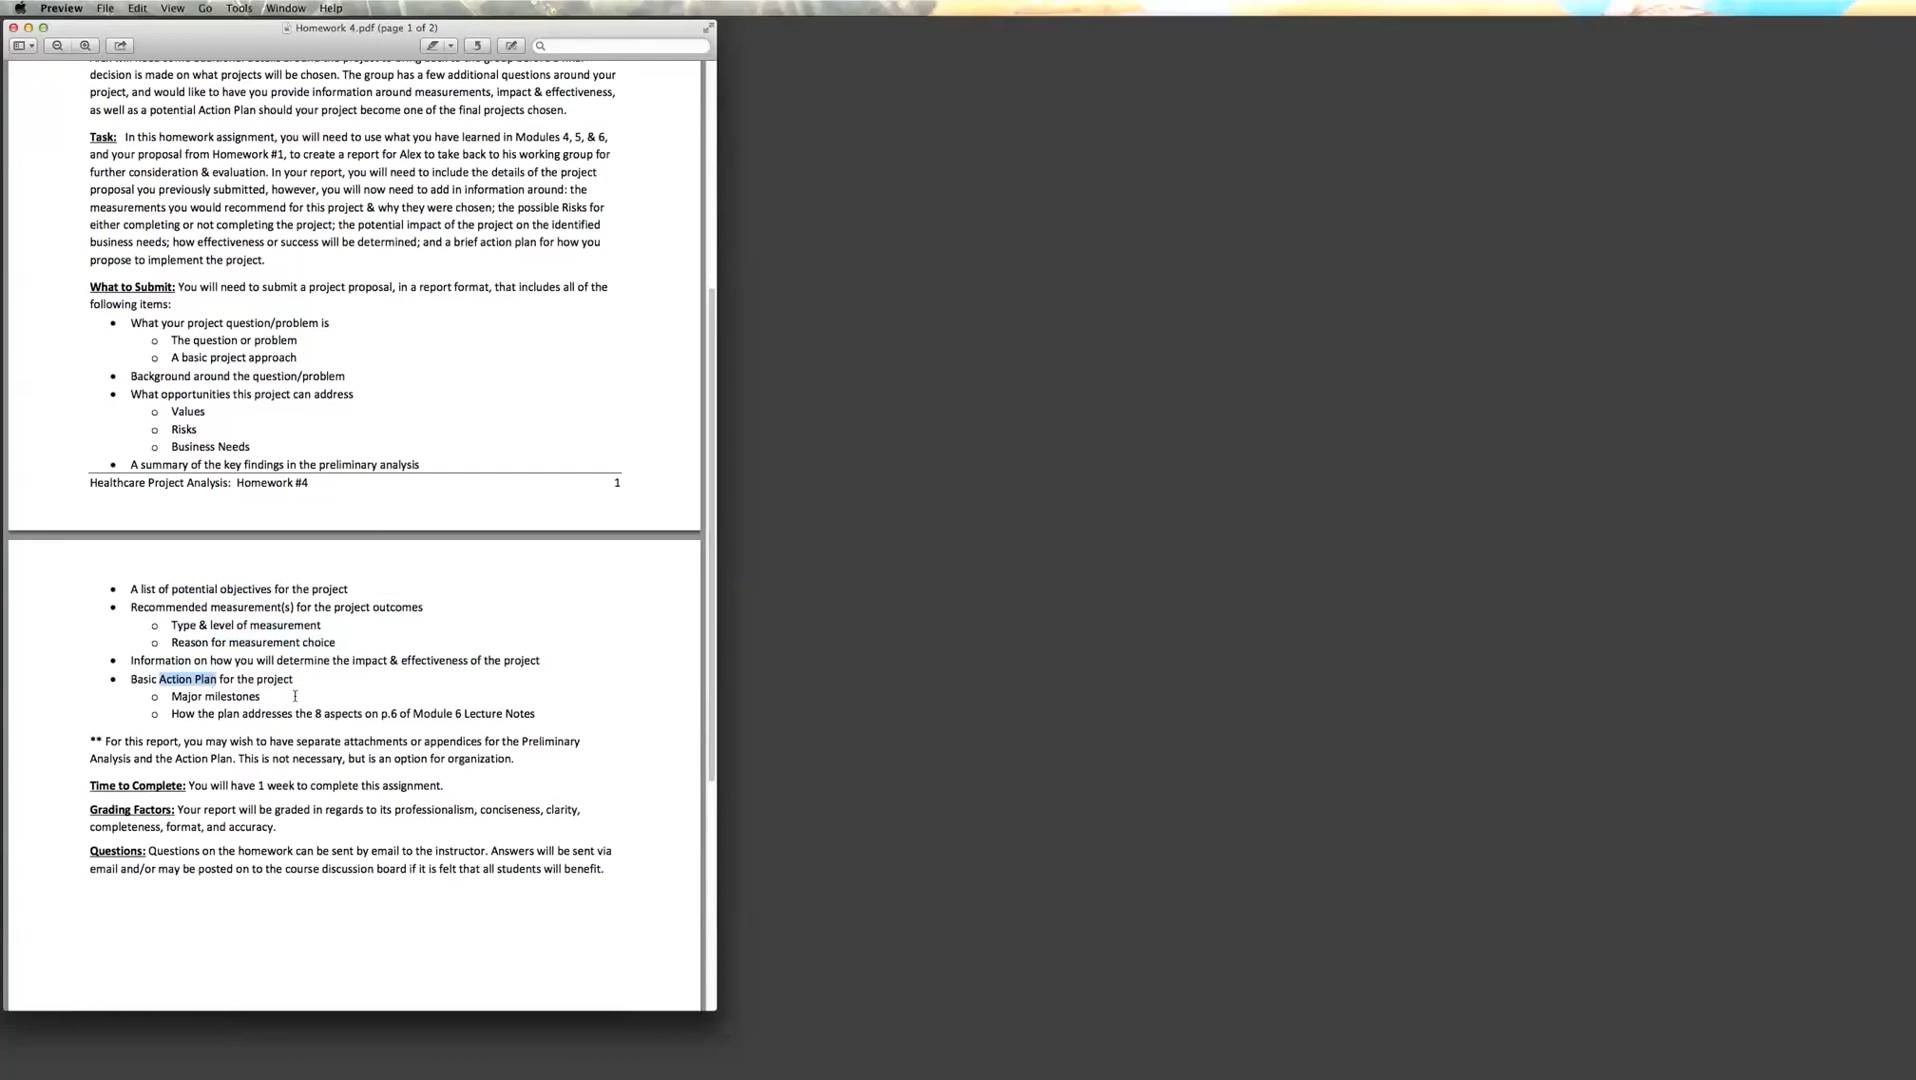 Preview File Edit View Go Tools Window Help
Homework 4.pdf (page 1 of 2)
decision is made on what projects will be chosen. The group has a few additional questions around your
project, and would like to have you provide information around measurements, impact & effectiveness,
as well as a potential Action Plan should your project become one of the final projects chosen.
Task: In this homework assignment, you will need to use what you have learned in Modules 4, 5, & 6,
and your proposal from Homework #1, to create a report for Alex to take back to his working group for
further consideration & evaluation. In your report, you will need to include the details of the project
proposal you previously submitted, however, you will now need to add in information around: the
measurements you would recommend for this project & why they were chosen; the possible Risks for
either completing or not completing the project; the potential impact of the project on the identified
business needs; how effectiveness or success will be determined; and a brief action plan for how you
propose to implement the project.
What to Submit: You will need to submit a project proposal, in a report format, that includes all of the
following items:
• What your project question/problem is
o The question or problem
o A basic project approach
• Background around the question/problem
• What opportunities this project can address
o Values
o Risks
o Business Needs
• A summary of the key findings in the preliminary analysis
Healthcare Project Analysis: Homework #4 1
• A list of potential objectives for the project
• Recommended measurement(s) for the project outcomes
o Type & level of measurement
o Reason for measurement choice
• Information on how you will determine the impact & effectiveness of the project
• Basic Action Plan for the project
o Major milestones
o How the plan addresses the 8 aspects on p.6 of Module 6 Lecture Notes
** For this report, you may wish to have separate attachments or appendices for the Preliminary
Analysis and the Action Plan. This is not necessary, but is an option for organization.
Time to Complete: You will have 1 week to complete this assignment.
Grading Factors: Your report will be graded in regards to its professionalism, conciseness, clarity,
completeness, format, and accuracy.
Questions: Questions on the homework can be sent by email to the instructor. Answers will be sent via
email and/or may be posted on to the course discussion board if it is felt that all students will benefit.